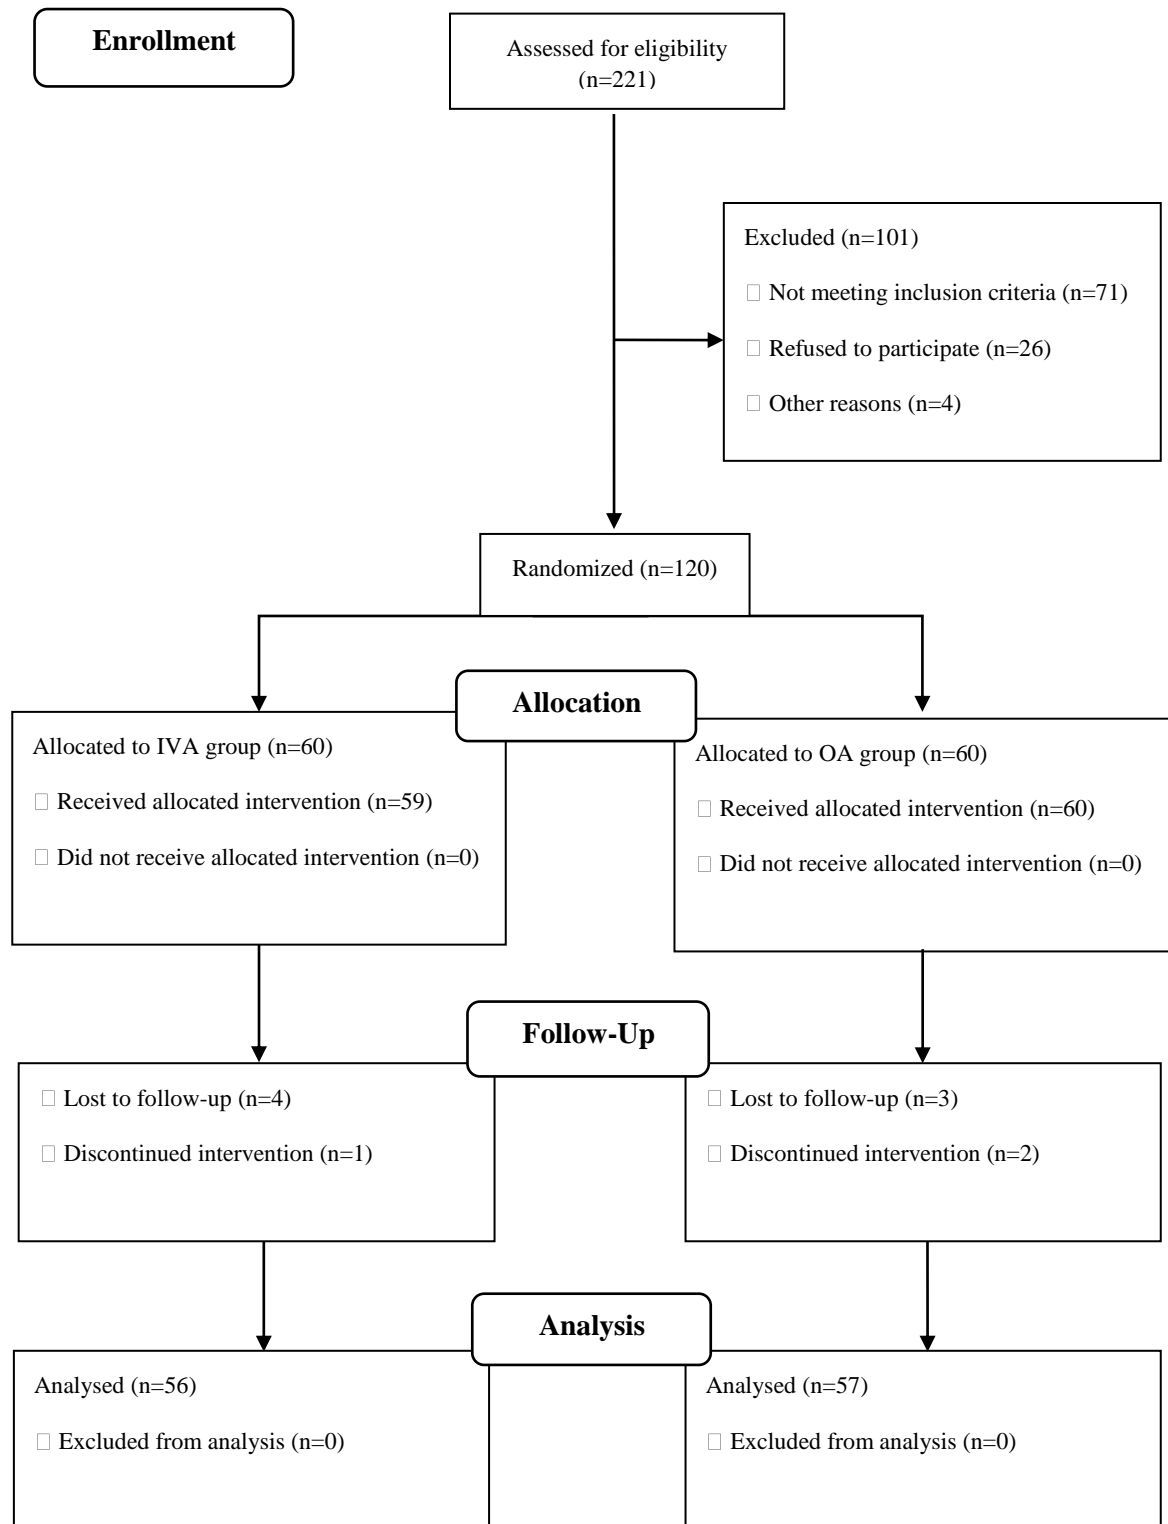 Enrollment
Assessed for eligibility
(n=221)
Excluded (n=101)
Not meeting inclusion criteria (n=71)
Refused to participate (n=26)
Other reasons (n=4)
Randomized (n=120)
Allocation
Allocated to IVA group (n=60)
Received allocated intervention (n=59)
Did not receive allocated intervention (n=0)
Allocated to OA group (n=60)
Received allocated intervention (n=60)
Did not receive allocated intervention (n=0)
Follow-Up
Lost to follow-up (n=4)
Discontinued intervention (n=1)
Lost to follow-up (n=3)
Discontinued intervention (n=2)
Analysis
Analysed (n=56)
Excluded from analysis (n=0)
Analysed (n=57)
Excluded from analysis (n=0)